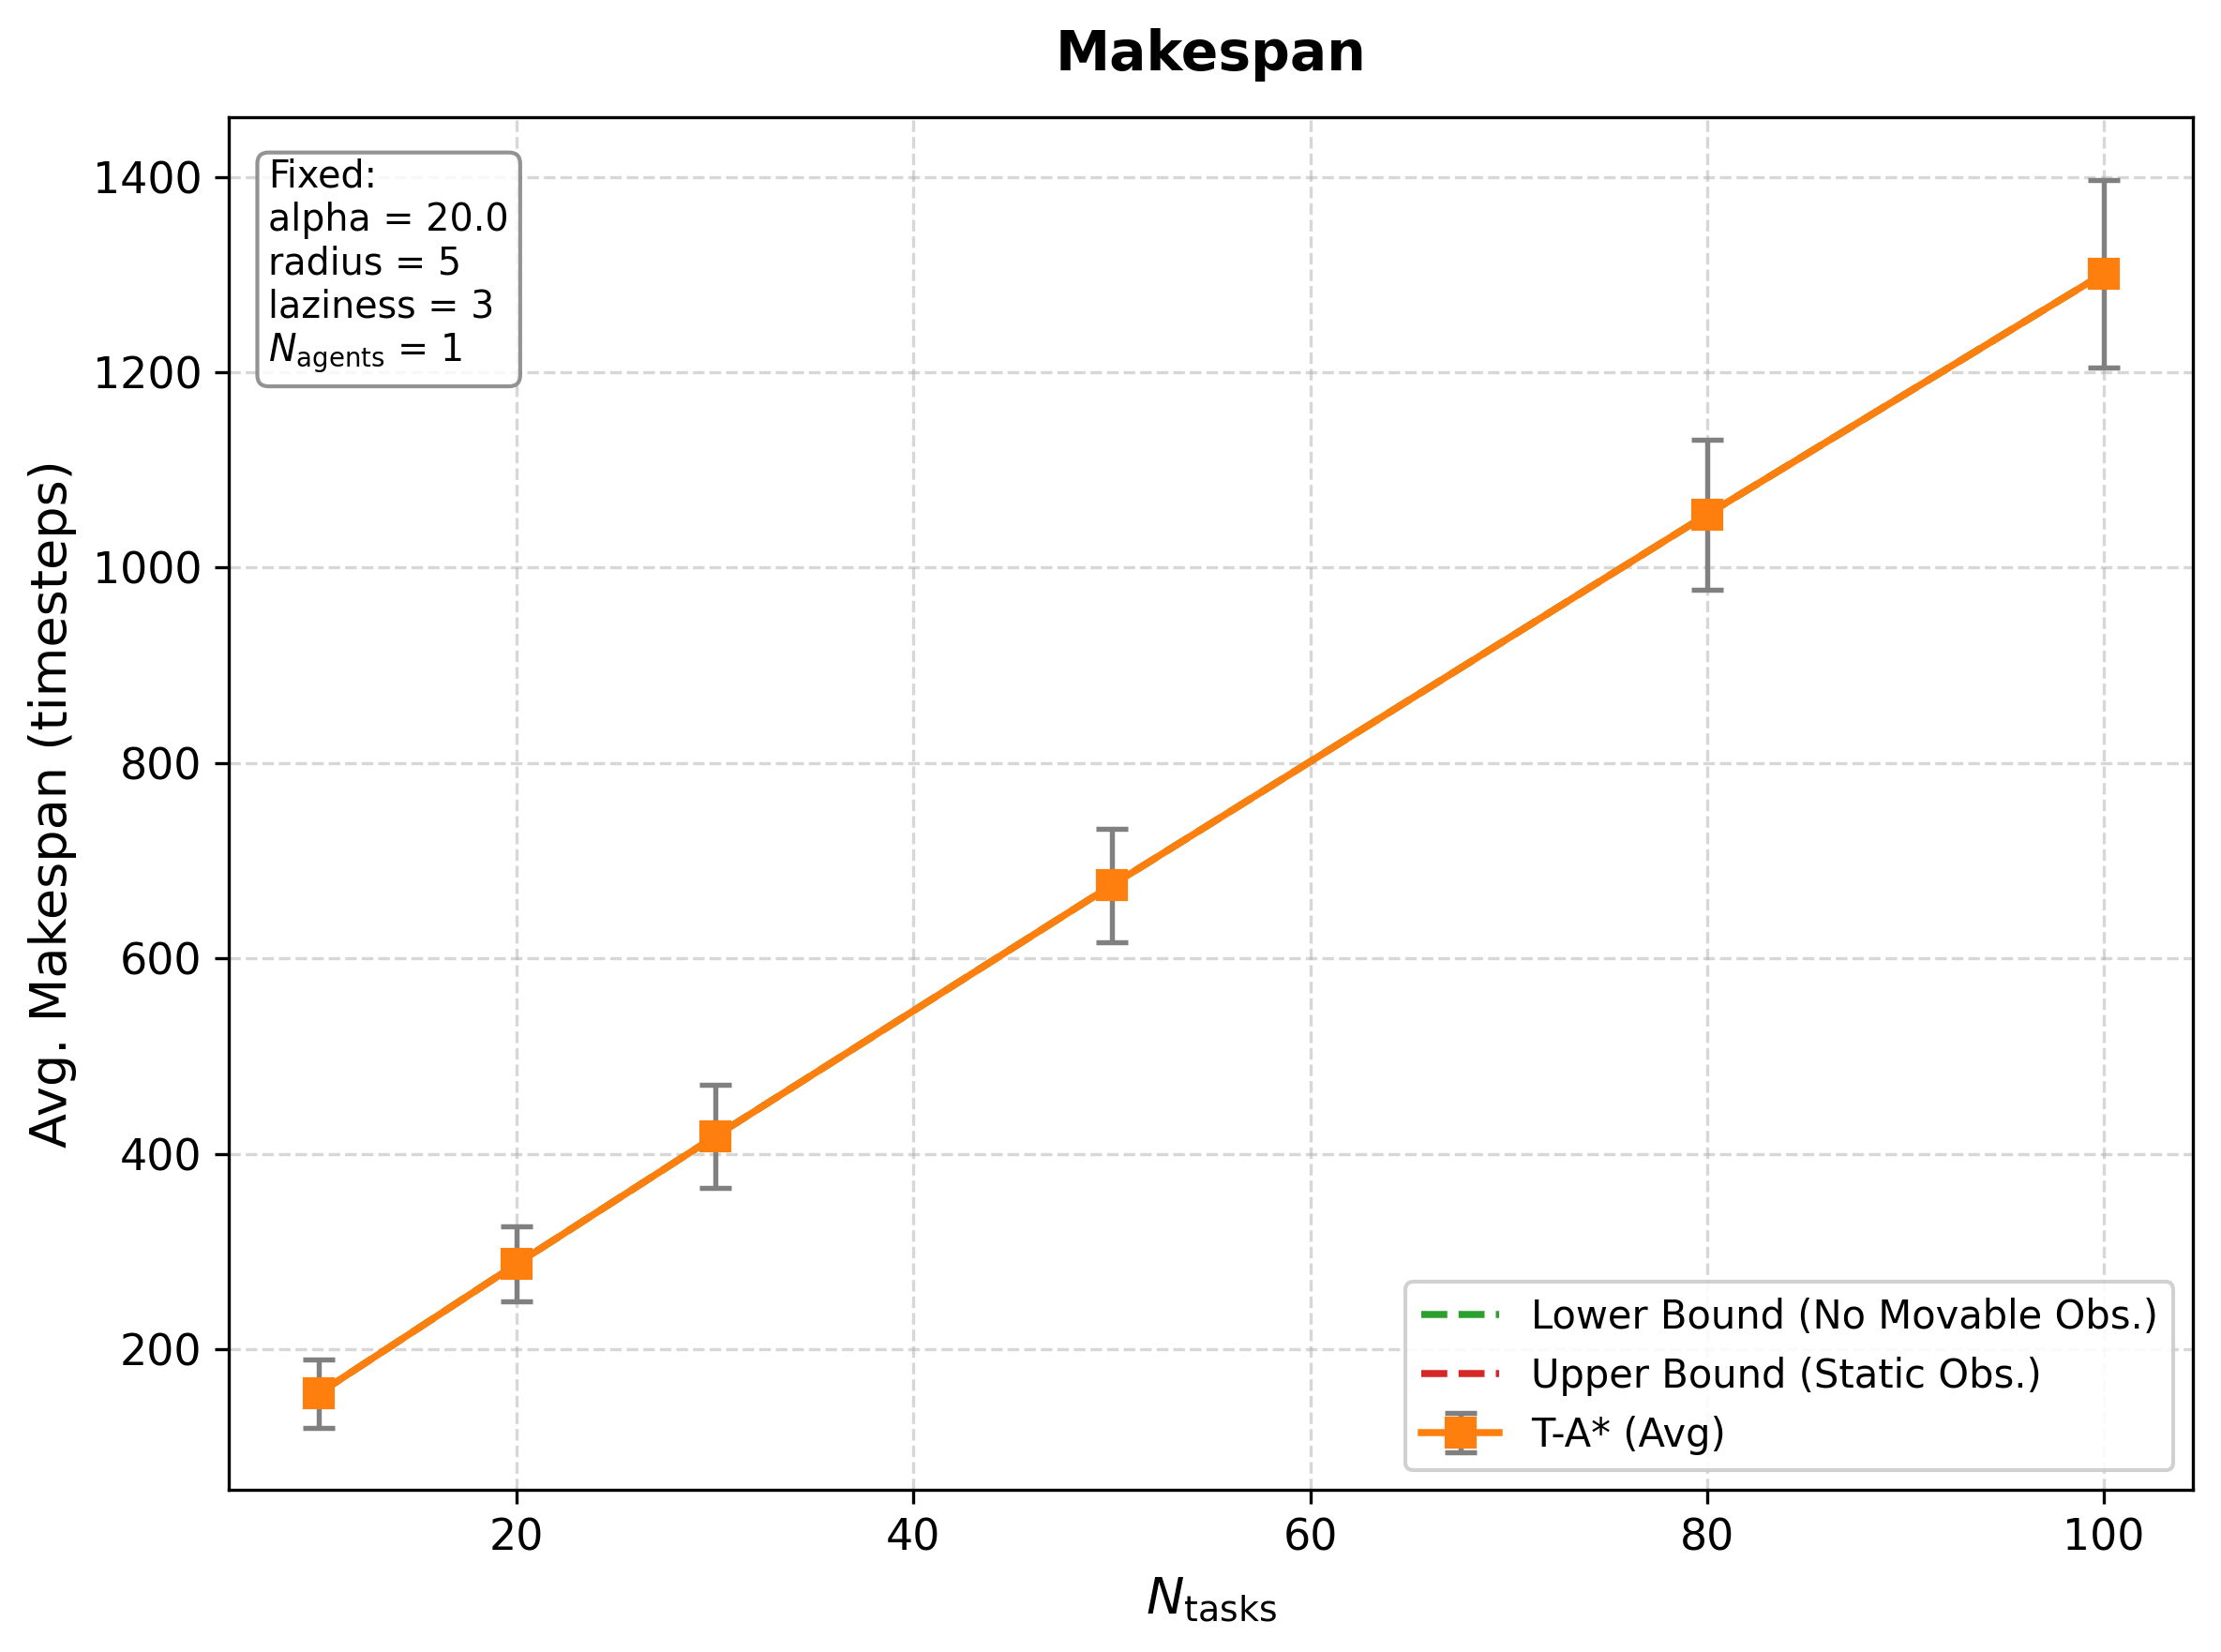 Makespan
Fixed:
alpha = 20.0
radius = 5
laziness = 3
N_agents = 1
Avg. Makespan (timesteps)
1400
1200
1000
800
600
400
200
Lower Bound (No Movable Obs.)
Upper Bound (Static Obs.)
T-A* (Avg)
20 40 60 80 100
N_tasks